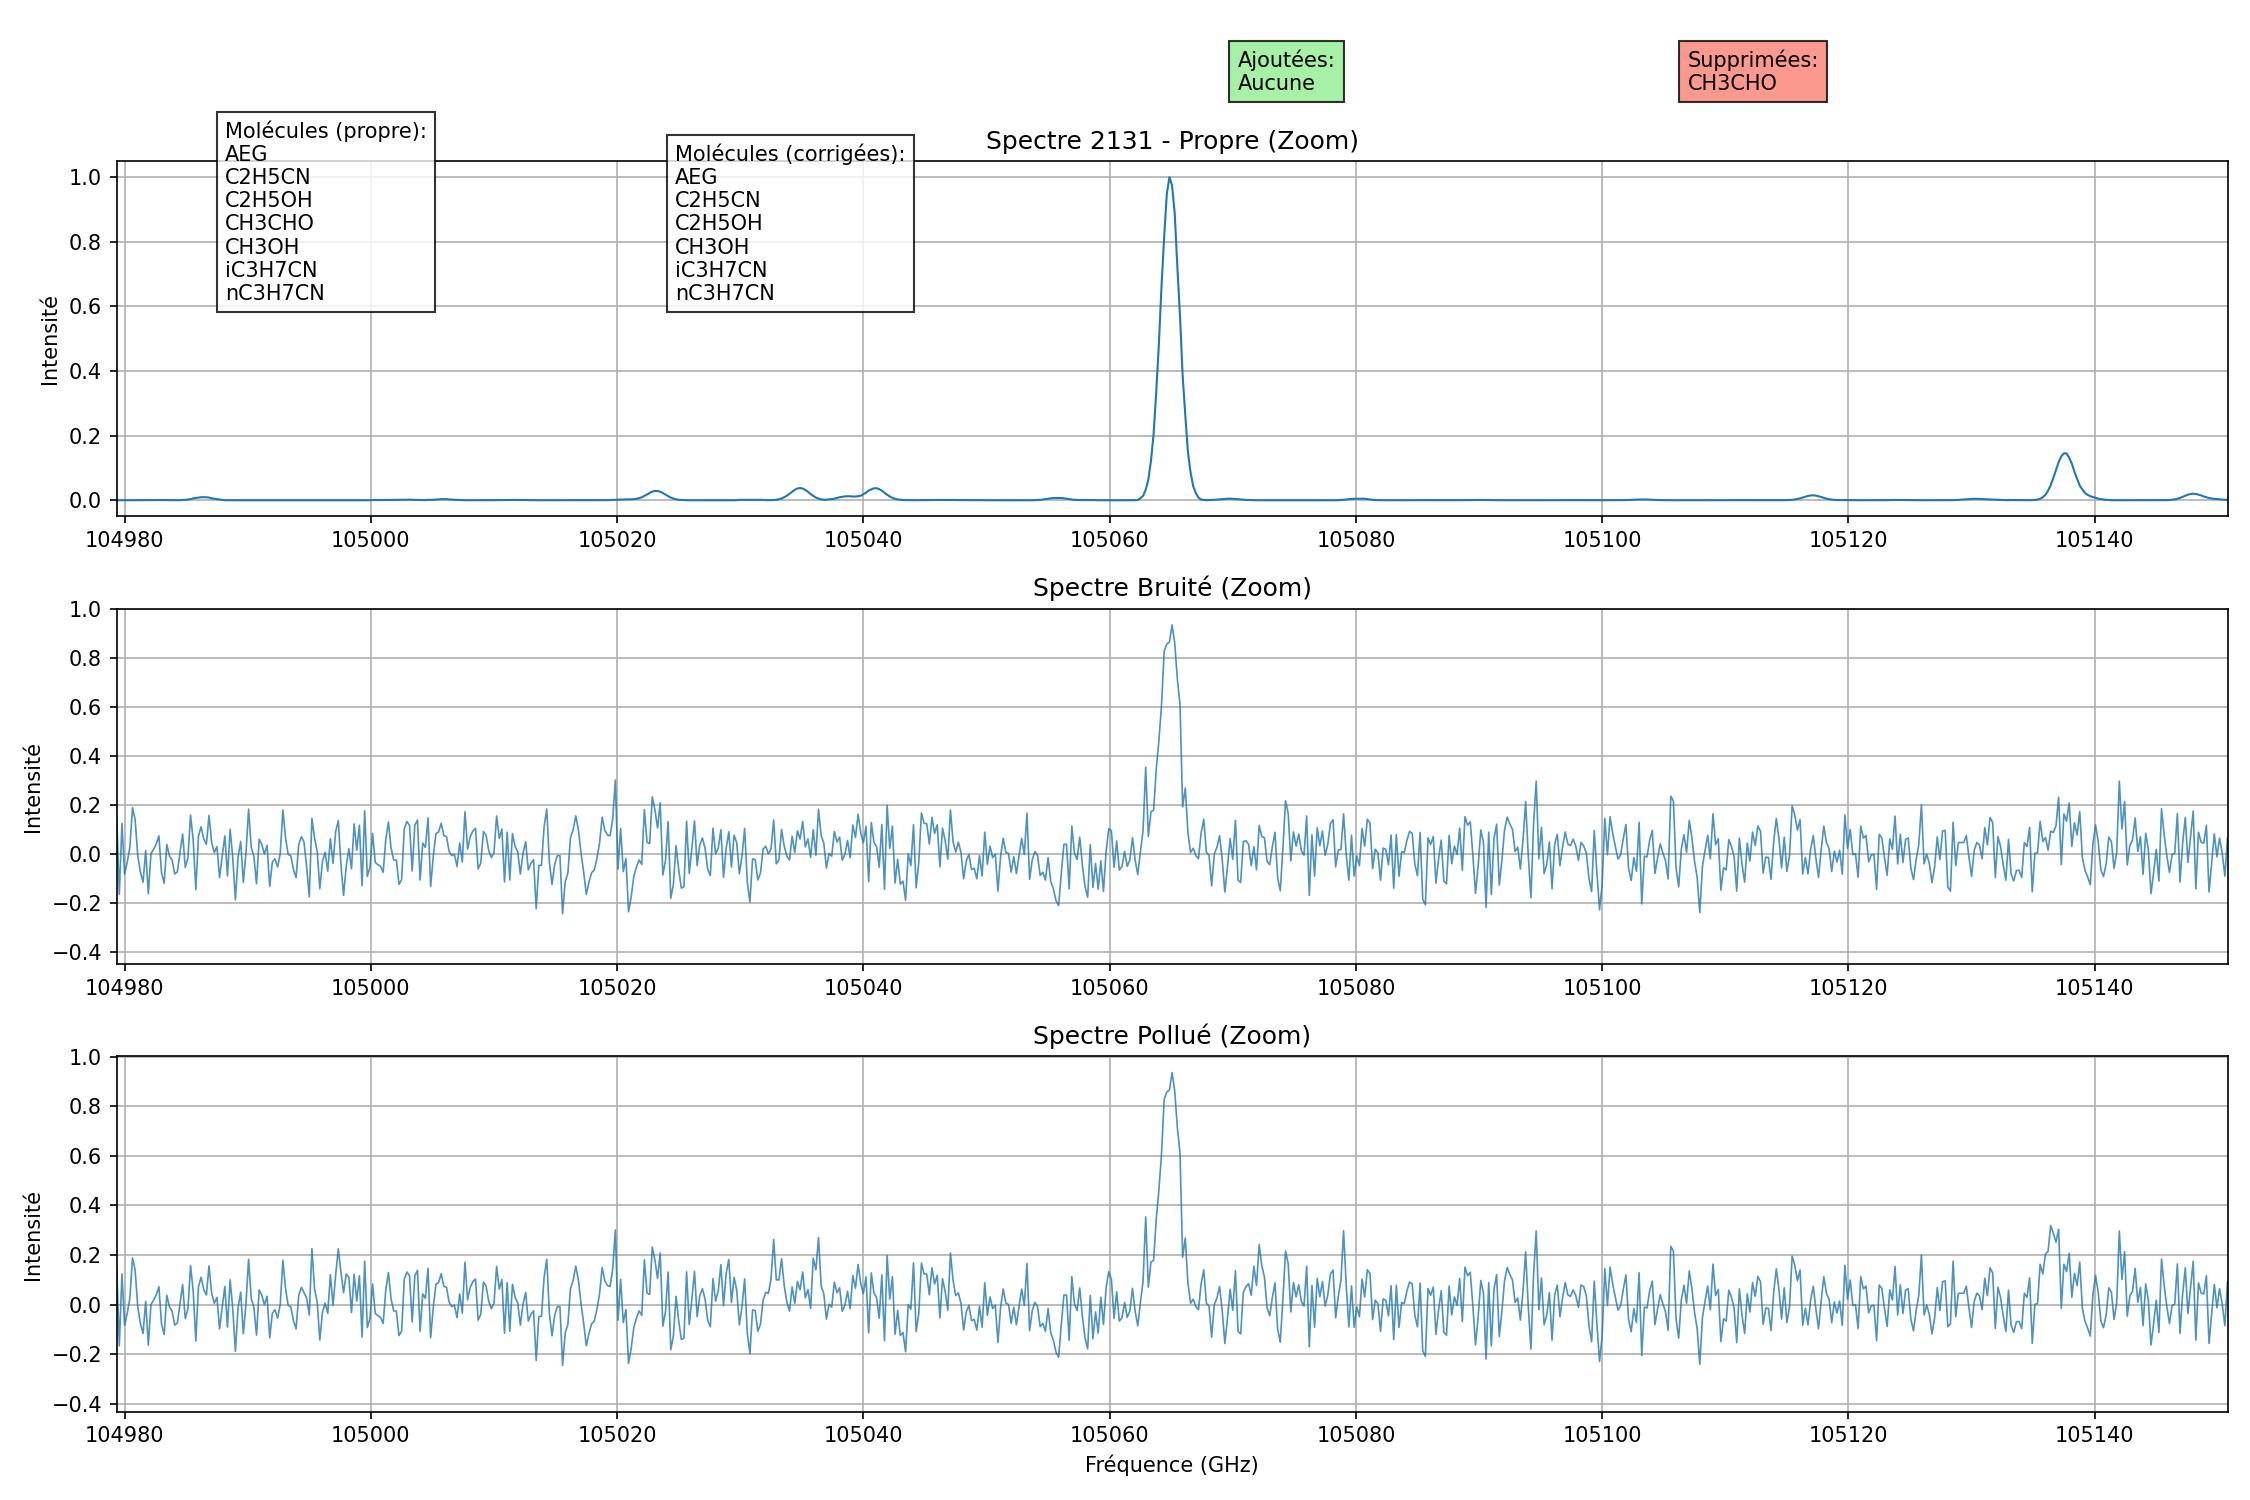 Ajoutées:
Aucune
Supprimées:
CH3CHO
Molécules (propre):
AEG
C2H5CN
C2H5OH
CH3CHO
CH3OH
iC3H7CN
nC3H7CN
Molécules (corrigées):
AEG
C2H5CN
C2H5OH
CH3OH
iC3H7CN
nC3H7CN
Spectre 2131 - Propre (Zoom)
Intensité
1.0
0.8
0.6
0.4
0.2
0.0
104980 105000 105020 105040 105060 105080 105100 105120 105140
Spectre Bruité (Zoom)
Intensité
1.0
0.8
0.6
0.4
0.2
0.0
−0.2
−0.4
104980 105000 105020 105040 105060 105080 105100 105120 105140
Spectre Pollué (Zoom)
Intensité
1.0
0.8
0.6
0.4
0.2
0.0
−0.2
−0.4
104980 105000 105020 105040 105060 105080 105100 105120 105140
Fréquence (GHz)